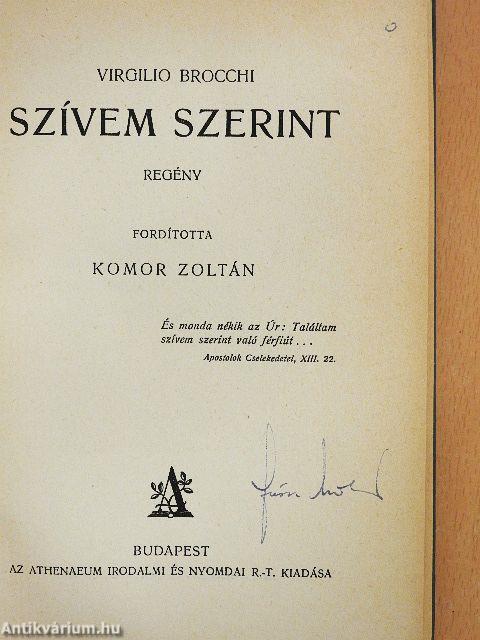 VIRGILIO BROCCHI
SZÍVEM SZERINT
REGÉNY
FORDÍTOTTA
KOMOR ZOLTÁN
És monda nékik az Úr: Találtam
szívem szerint való férfiút...
Apostolok Cselekedetei, XIII. 22.
A
BUDAPEST
AZ ATHENAEUM IRODALMI ÉS NYOMDAI R.-T. KIADÁSA
Antikvárium.hu